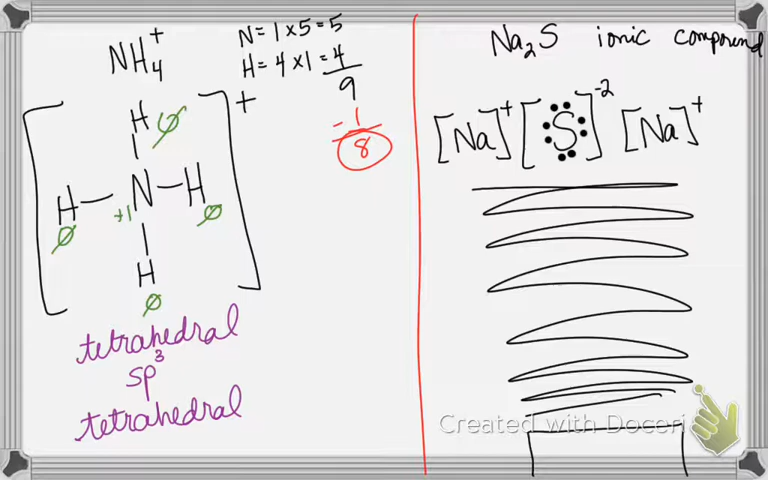 NH4+
N = 1 x 5 = 5
H = 4 x 1 = 4
9
- 1
8
[ H ∅ ]+
H — N — H
∅ +1 ∅
H
∅
tetrahedral
sp3
tetrahedral
Na2S ionic compound
[Na]+ [S]-2 [Na]+
Created with Doceri